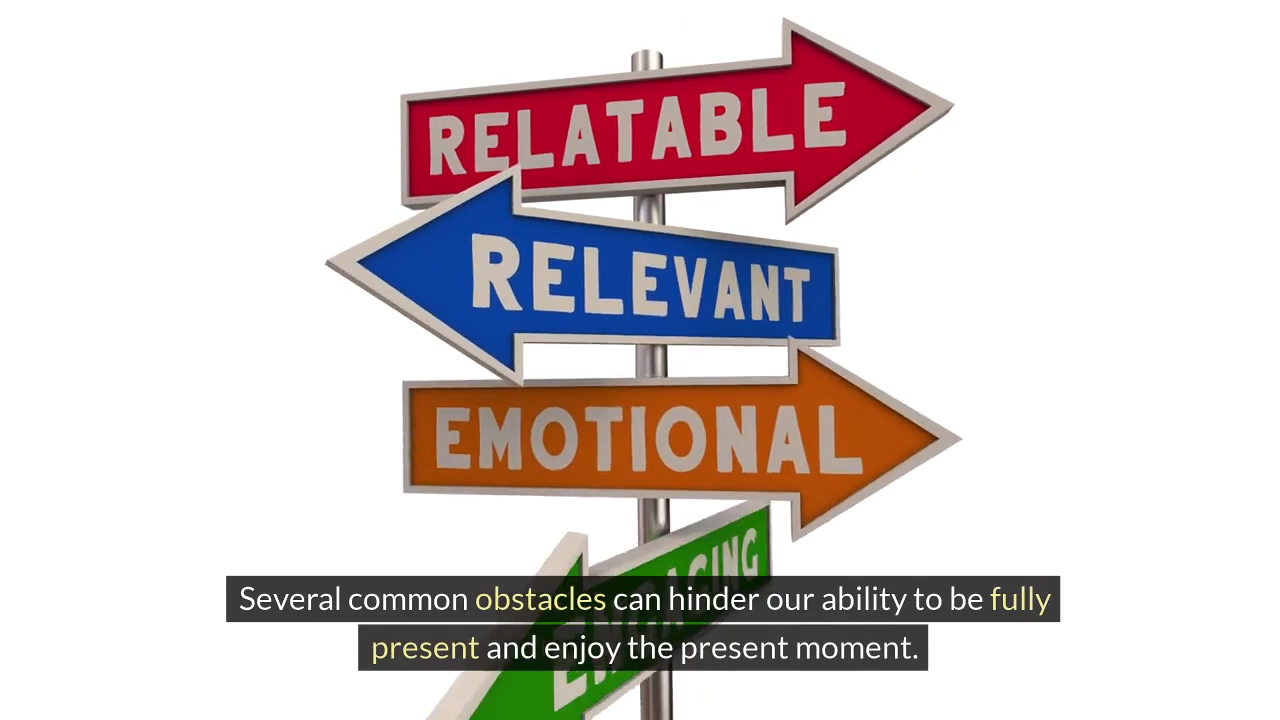 RELATABLE
RELEVANT
EMOTIONAL
Several common obstacles can hinder our ability to be fully
present and enjoy the present moment.